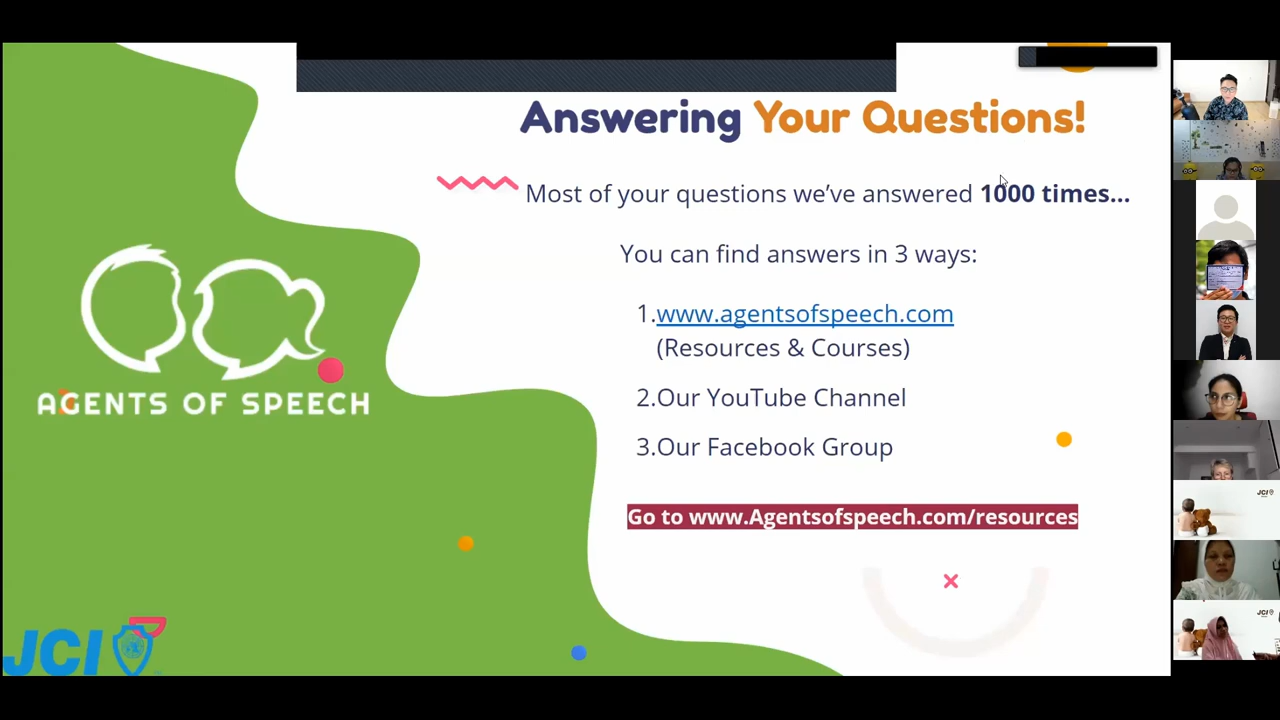 Answering Your Questions!
Most of your questions we've answered 1000 times...
You can find answers in 3 ways:
1.www.agentsofspeech.com
(Resources & Courses)
2.Our YouTube Channel
3.Our Facebook Group
Go to www.Agentsofspeech.com/resources
AGENTS OF SPEECH
JCI
JCI
JCI